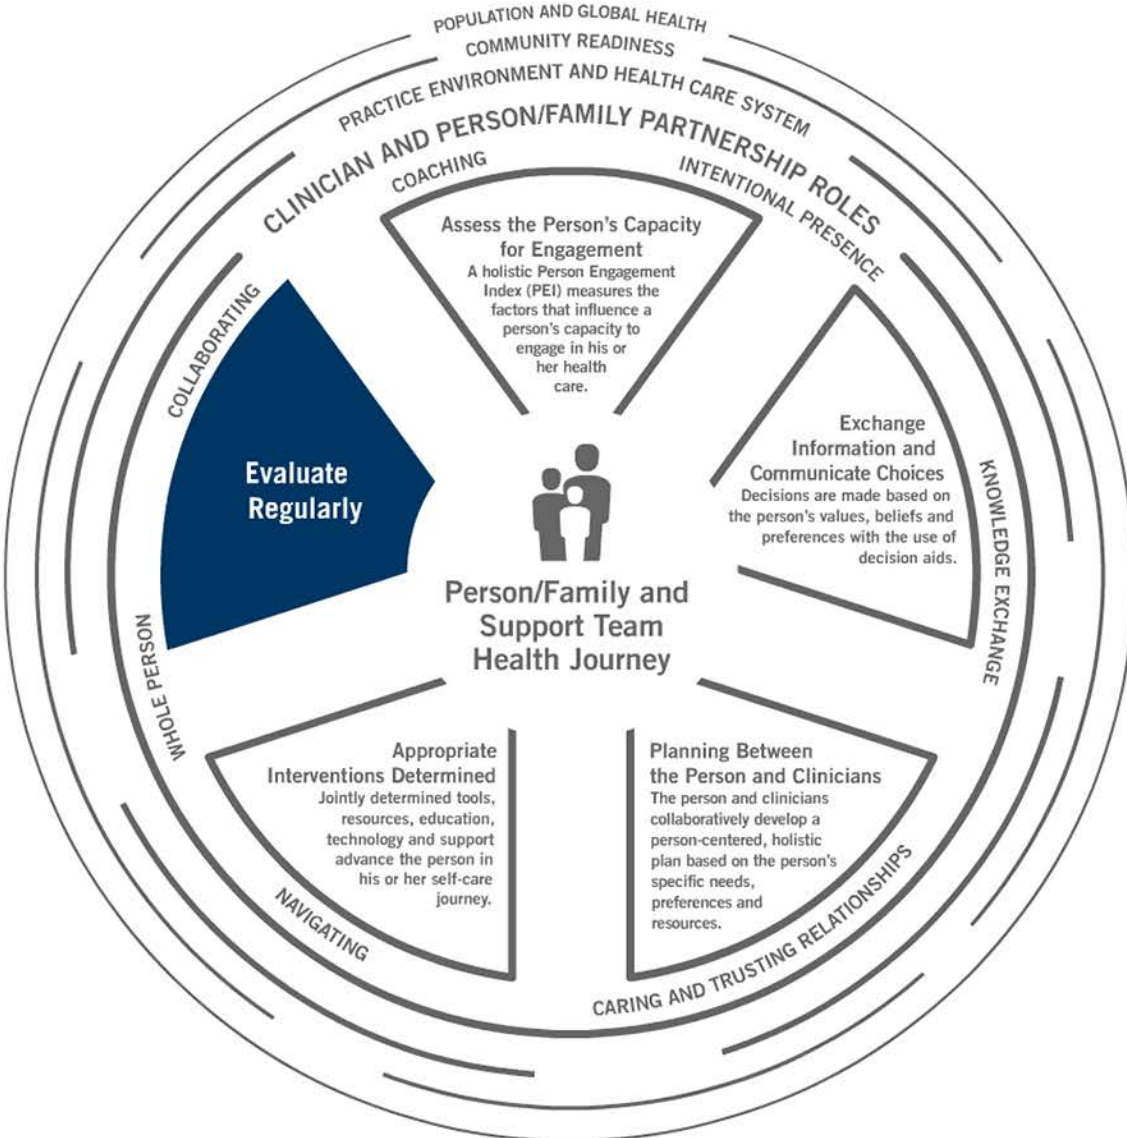 POPULATION AND GLOBAL HEALTH
COMMUNITY READINESS
PRACTICE ENVIRONMENT AND HEALTH CARE SYSTEM
CLINICIAN AND PERSON/FAMILY PARTNERSHIP ROLES
COACHING
INTENTIONAL PRESENCE
Assess the Person's Capacity
for Engagement
A holistic Person Engagement
Index (PEI) measures the
factors that influence a
person's capacity to
engage in his or
her health
care.
COLLABORATING
Evaluate
Regularly
Exchange
Information and
Communicate Choices
Decisions are made based on
the person's values, beliefs and
preferences with the use of
decision aids.
KNOWLEDGE EXCHANGE
Person/Family and
Support Team
Health Journey
WHOLE PERSON
Appropriate
Interventions Determined
Jointly determined tools,
resources, education,
technology and support
advance the person in
his or her self-care
journey.
Planning Between
the Person and Clinicians
The person and clinicians
collaboratively develop a
person-centered, holistic
plan based on the person's
specific needs,
preferences and
resources.
NAVIGATING
CARING AND TRUSTING RELATIONSHIPS